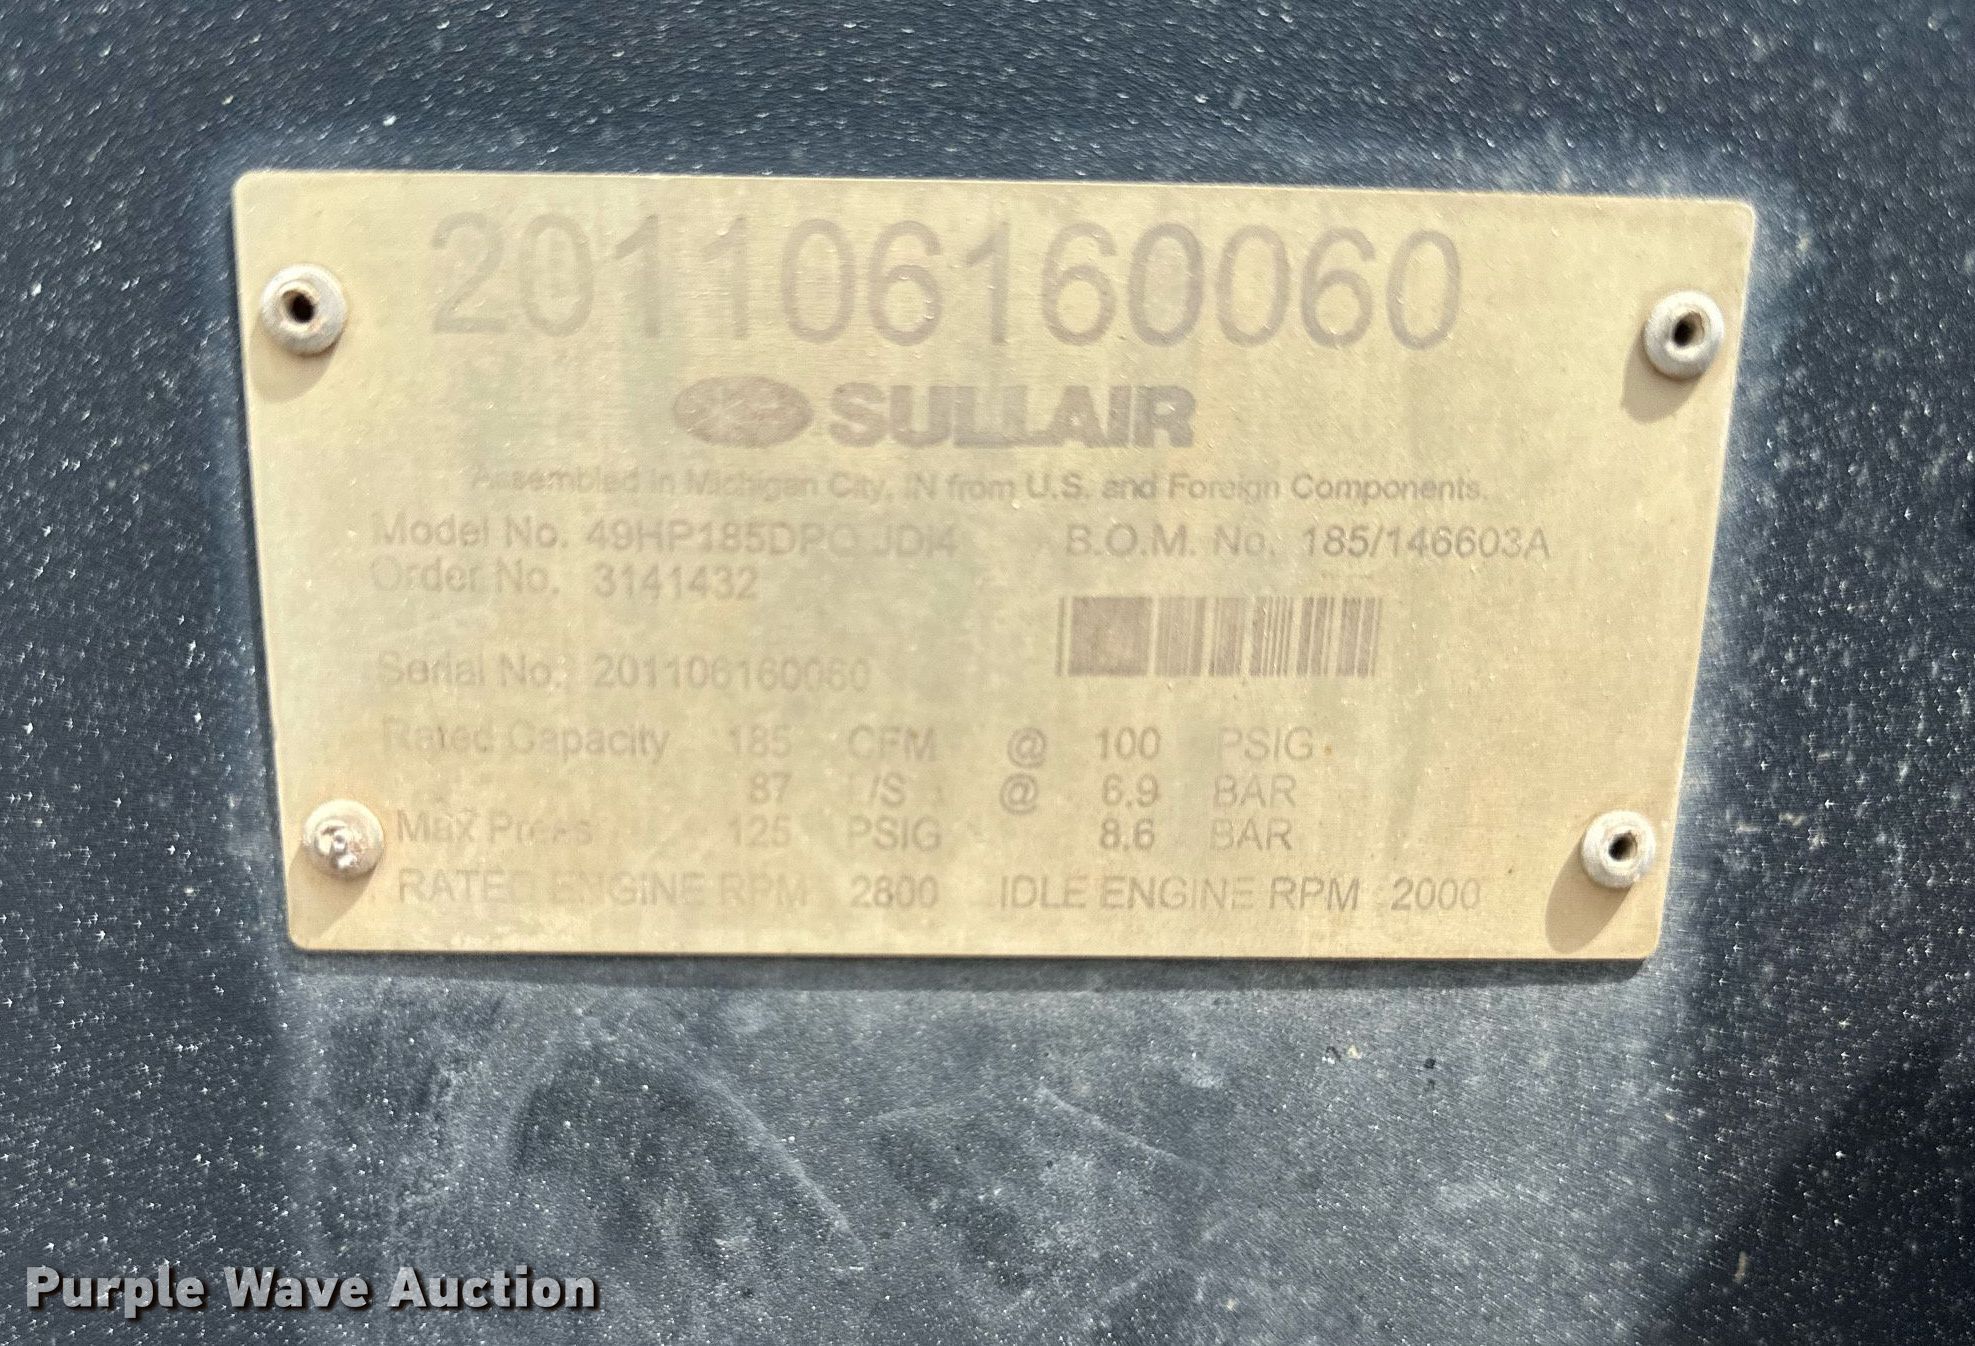 201106160060
SULLAIR
Assembled in Michigan City, IN from U.S. and Foreign Components.
Model No. 49HP185DPQ JDI4 B.O.M. No. 185/146603A
Order No. 3141432
Serial No. 201106160060
Rated Capacity 185 CFM @ 100 PSIG
87 /S @ 6.9 BAR
Max Press 125 PSIG 8.6 BAR
RATED ENGINE RPM 2800 IDLE ENGINE RPM 2000
Purple Wave Auction